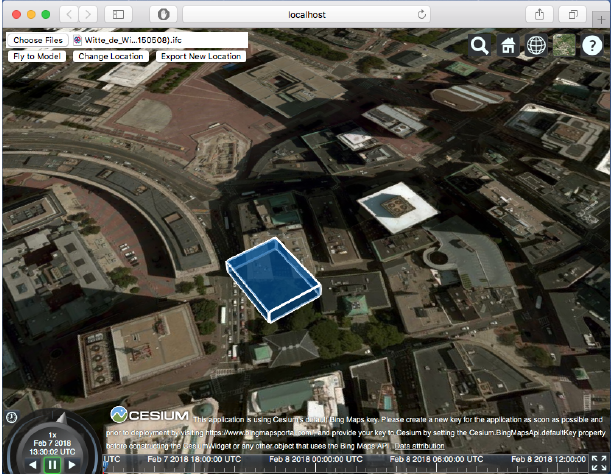 localhost
Choose Files Witte_de_Wi...150508).ifc
Fly to Model Change Location Export New Location
?
CESIUM This application is using Cesium's default Bing Maps key. Please create a new key for the application as soon as possible and
prior to deployment by visiting https://www.bingmapsportal.com/, and provide your key to Cesium by setting the Cesium.BingMapsApi.defaultKey property
before constructing the CesiumWidget or any other object that uses the Bing Maps API. Data attribution
1x
Feb 7 2018
13:30:02 UTC
UTC Feb 7 2018 18:00:00 UTC Feb 8 2018 00:00:00 UTC Feb 8 2018 06:00:00 UTC Feb 8 2018 12:00:00 UTC